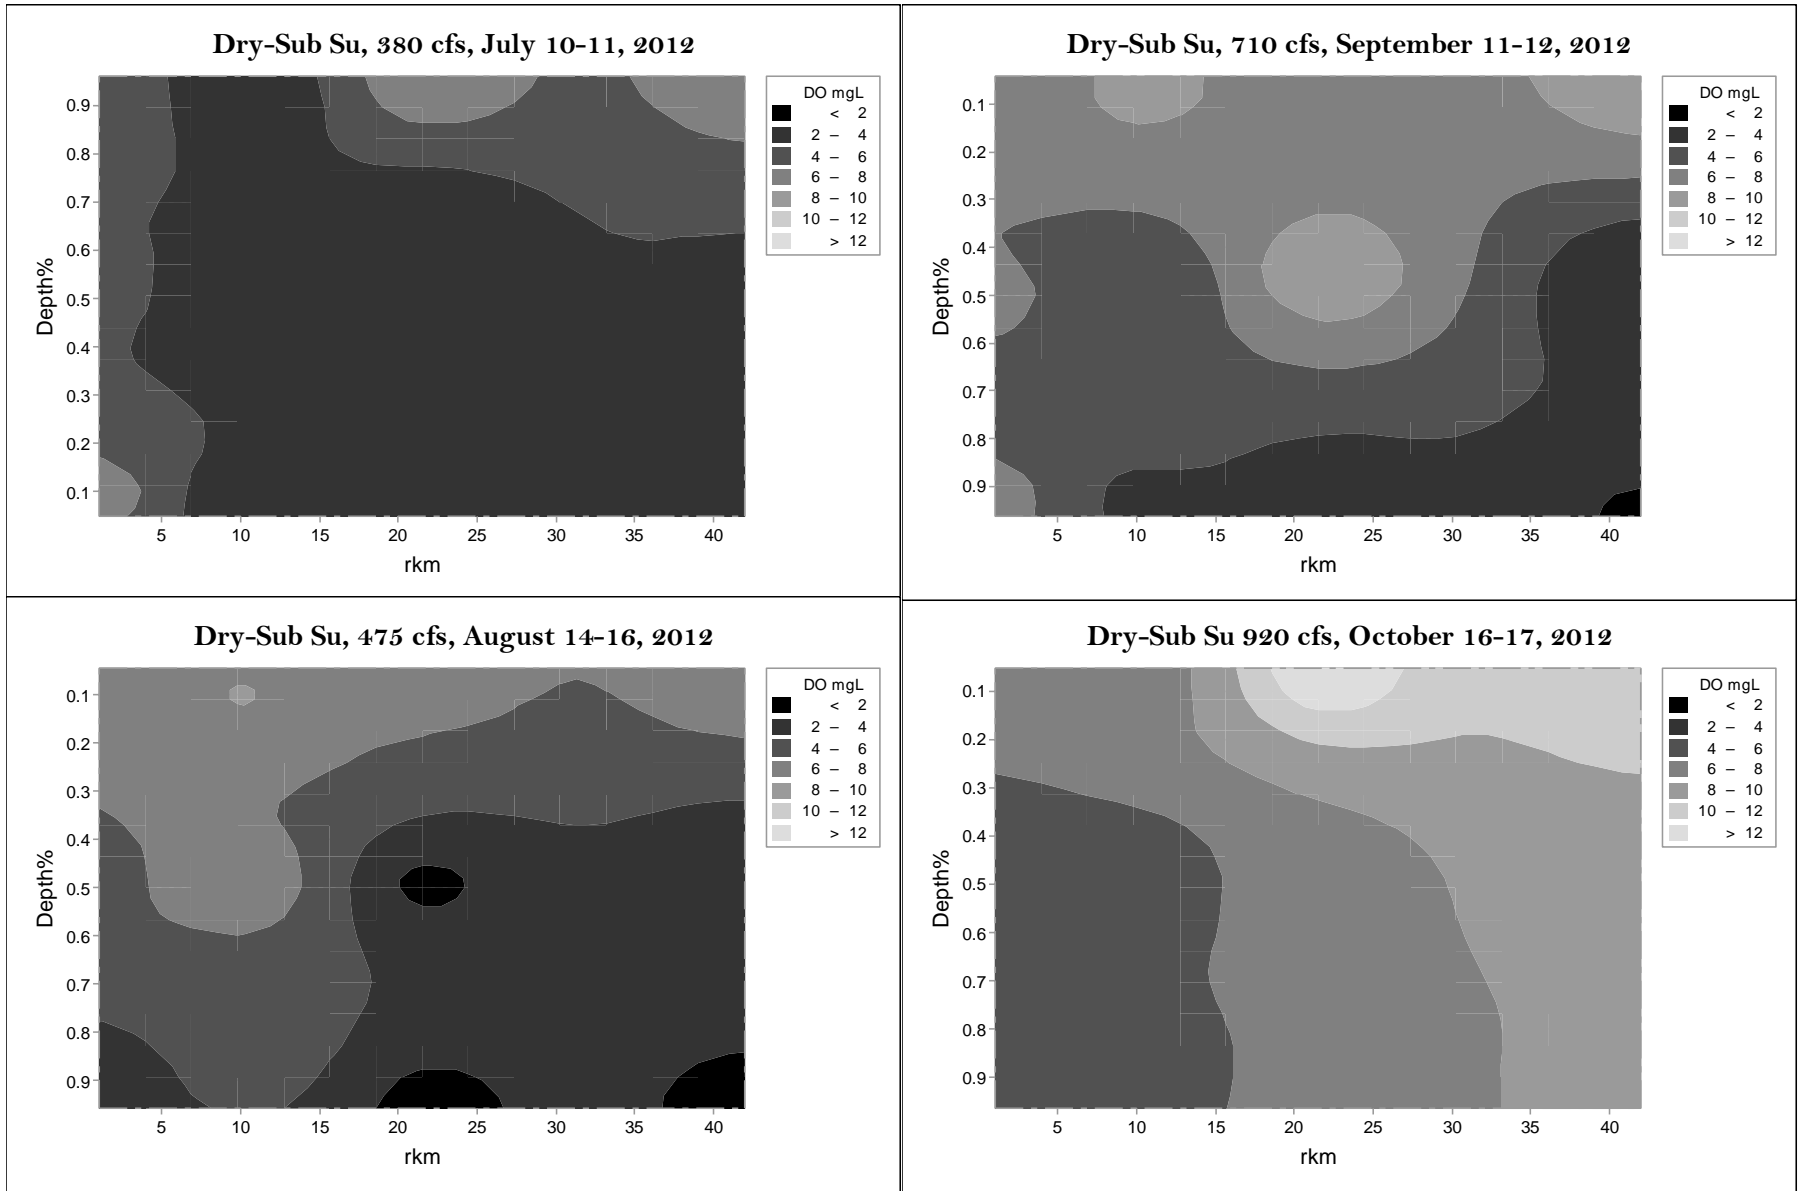 Dry-Sub Su, 380 cfs, July 10-11, 2012
DO mgL
< 2
2 – 4
4 – 6
6 – 8
8 – 10
10 – 12
> 12
Depth%
0.9
0.8
0.7
0.6
0.5
0.4
0.3
0.2
0.1
5 10 15 20 25 30 35 40
rkm
Dry-Sub Su, 710 cfs, September 11-12, 2012
DO mgL
< 2
2 – 4
4 – 6
6 – 8
8 – 10
10 – 12
> 12
Depth%
0.1
0.2
0.3
0.4
0.5
0.6
0.7
0.8
0.9
5 10 15 20 25 30 35 40
rkm
Dry-Sub Su, 475 cfs, August 14-16, 2012
DO mgL
< 2
2 – 4
4 – 6
6 – 8
8 – 10
10 – 12
> 12
Depth%
0.1
0.2
0.3
0.4
0.5
0.6
0.7
0.8
0.9
5 10 15 20 25 30 35 40
rkm
Dry-Sub Su 920 cfs, October 16-17, 2012
DO mgL
< 2
2 – 4
4 – 6
6 – 8
8 – 10
10 – 12
> 12
Depth%
0.1
0.2
0.3
0.4
0.5
0.6
0.7
0.8
0.9
5 10 15 20 25 30 35 40
rkm